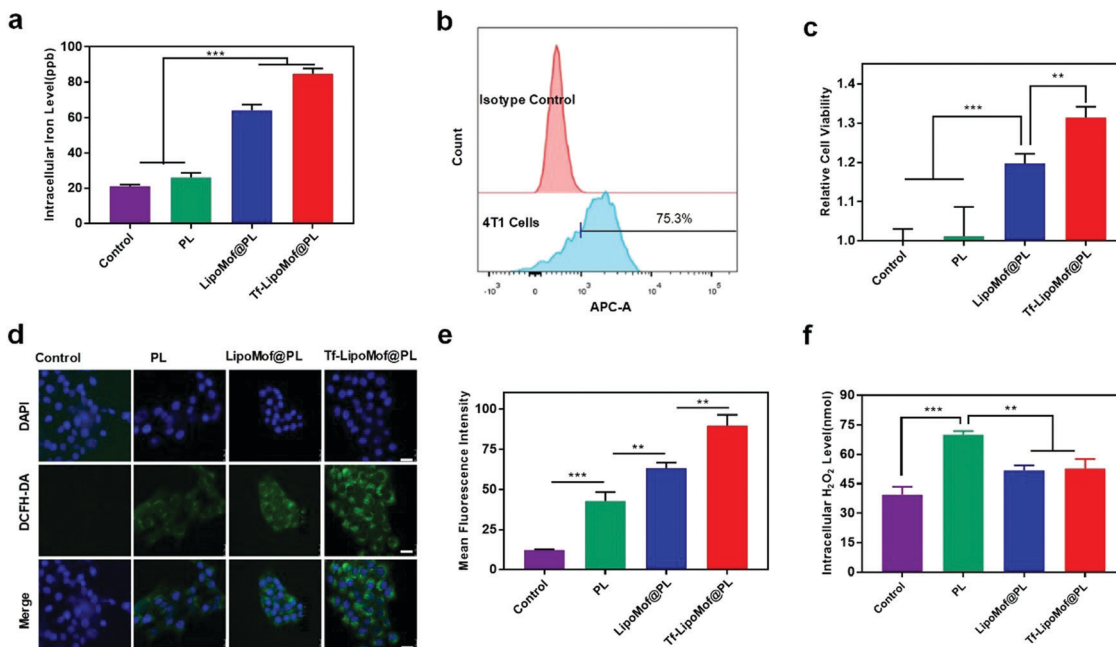 a
Intracellular Iron Level(ppb)
100
80
60
40
20
0
***
Control
PL
LipoMof@PL
Tf-LipoMof@PL
b
Count
Isotype Control
4T1 Cells
75.3%
-10³ 0 10³ 10⁴ 10⁵
APC-A
c
Relative Cell Viability
1.4
1.3
1.2
1.1
1.0
***
**
Control
PL
LipoMof@PL
Tf-LipoMof@PL
d
Control PL LipoMof@PL Tf-LipoMof@PL
DAPI
DCFH-DA
Merge
e
Mean Fluorescence Intensity
100
75
50
25
0
***
**
**
Control
PL
LipoMof@PL
Tf-LipoMof@PL
f
Intracellular H₂O₂ Level(nmol)
90
75
60
45
30
15
0
***
**
Control
PL
LipoMof@PL
Tf-LipoMof@PL